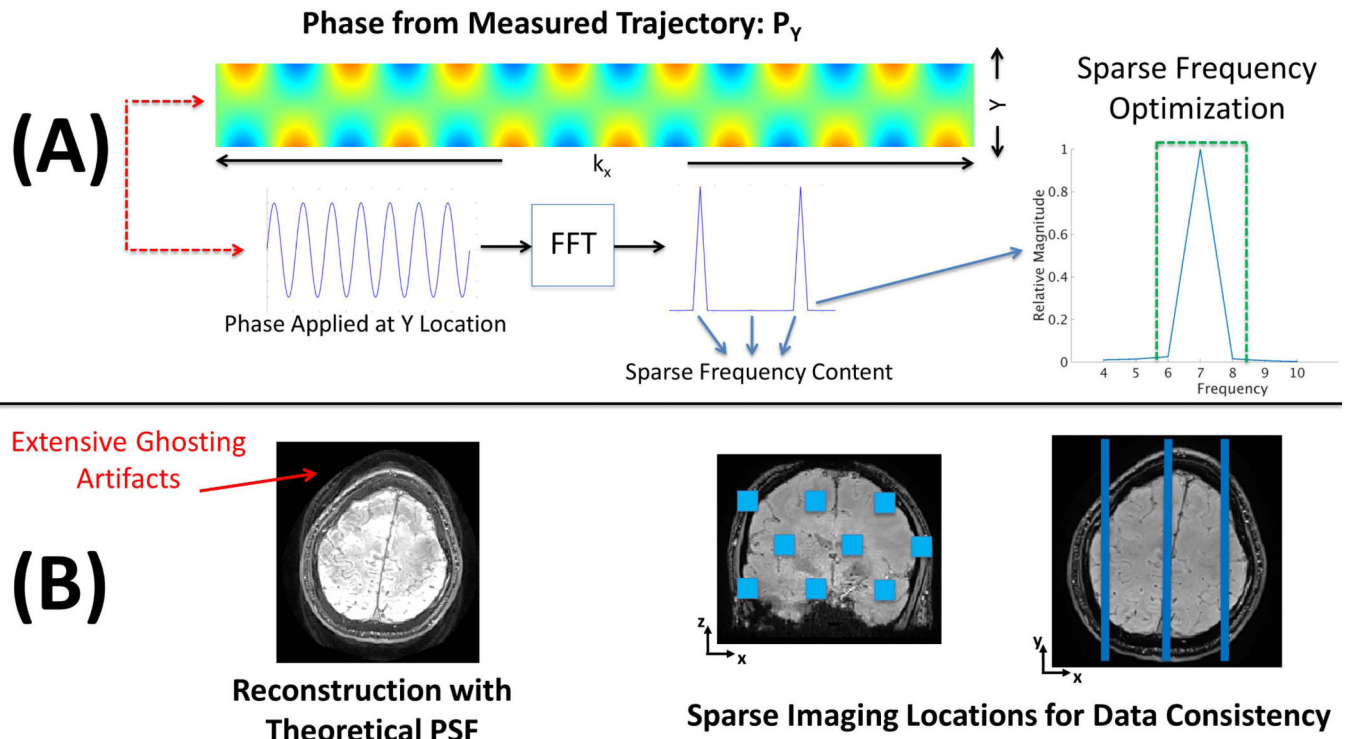 Phase from Measured Trajectory: PY
(A)
Y
kx
FFT
Phase Applied at Y Location
Sparse Frequency Content
Sparse Frequency
Optimization
1
0.8
0.6
0.4
0.2
0
Relative Magnitude
4 5 6 7 8 9 10
Frequency
(B)
Extensive Ghosting
Artifacts
Reconstruction with
Theoretical PSF
z
x
y
x
Sparse Imaging Locations for Data Consistency